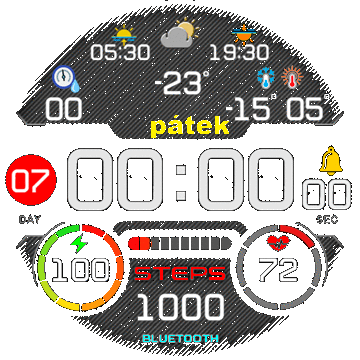 05:30 19:30
-23°
00 -15° 05°
pátek
07 00:00 00
DAY SEC
100 STEPS 72
1000
BLUETOOTH